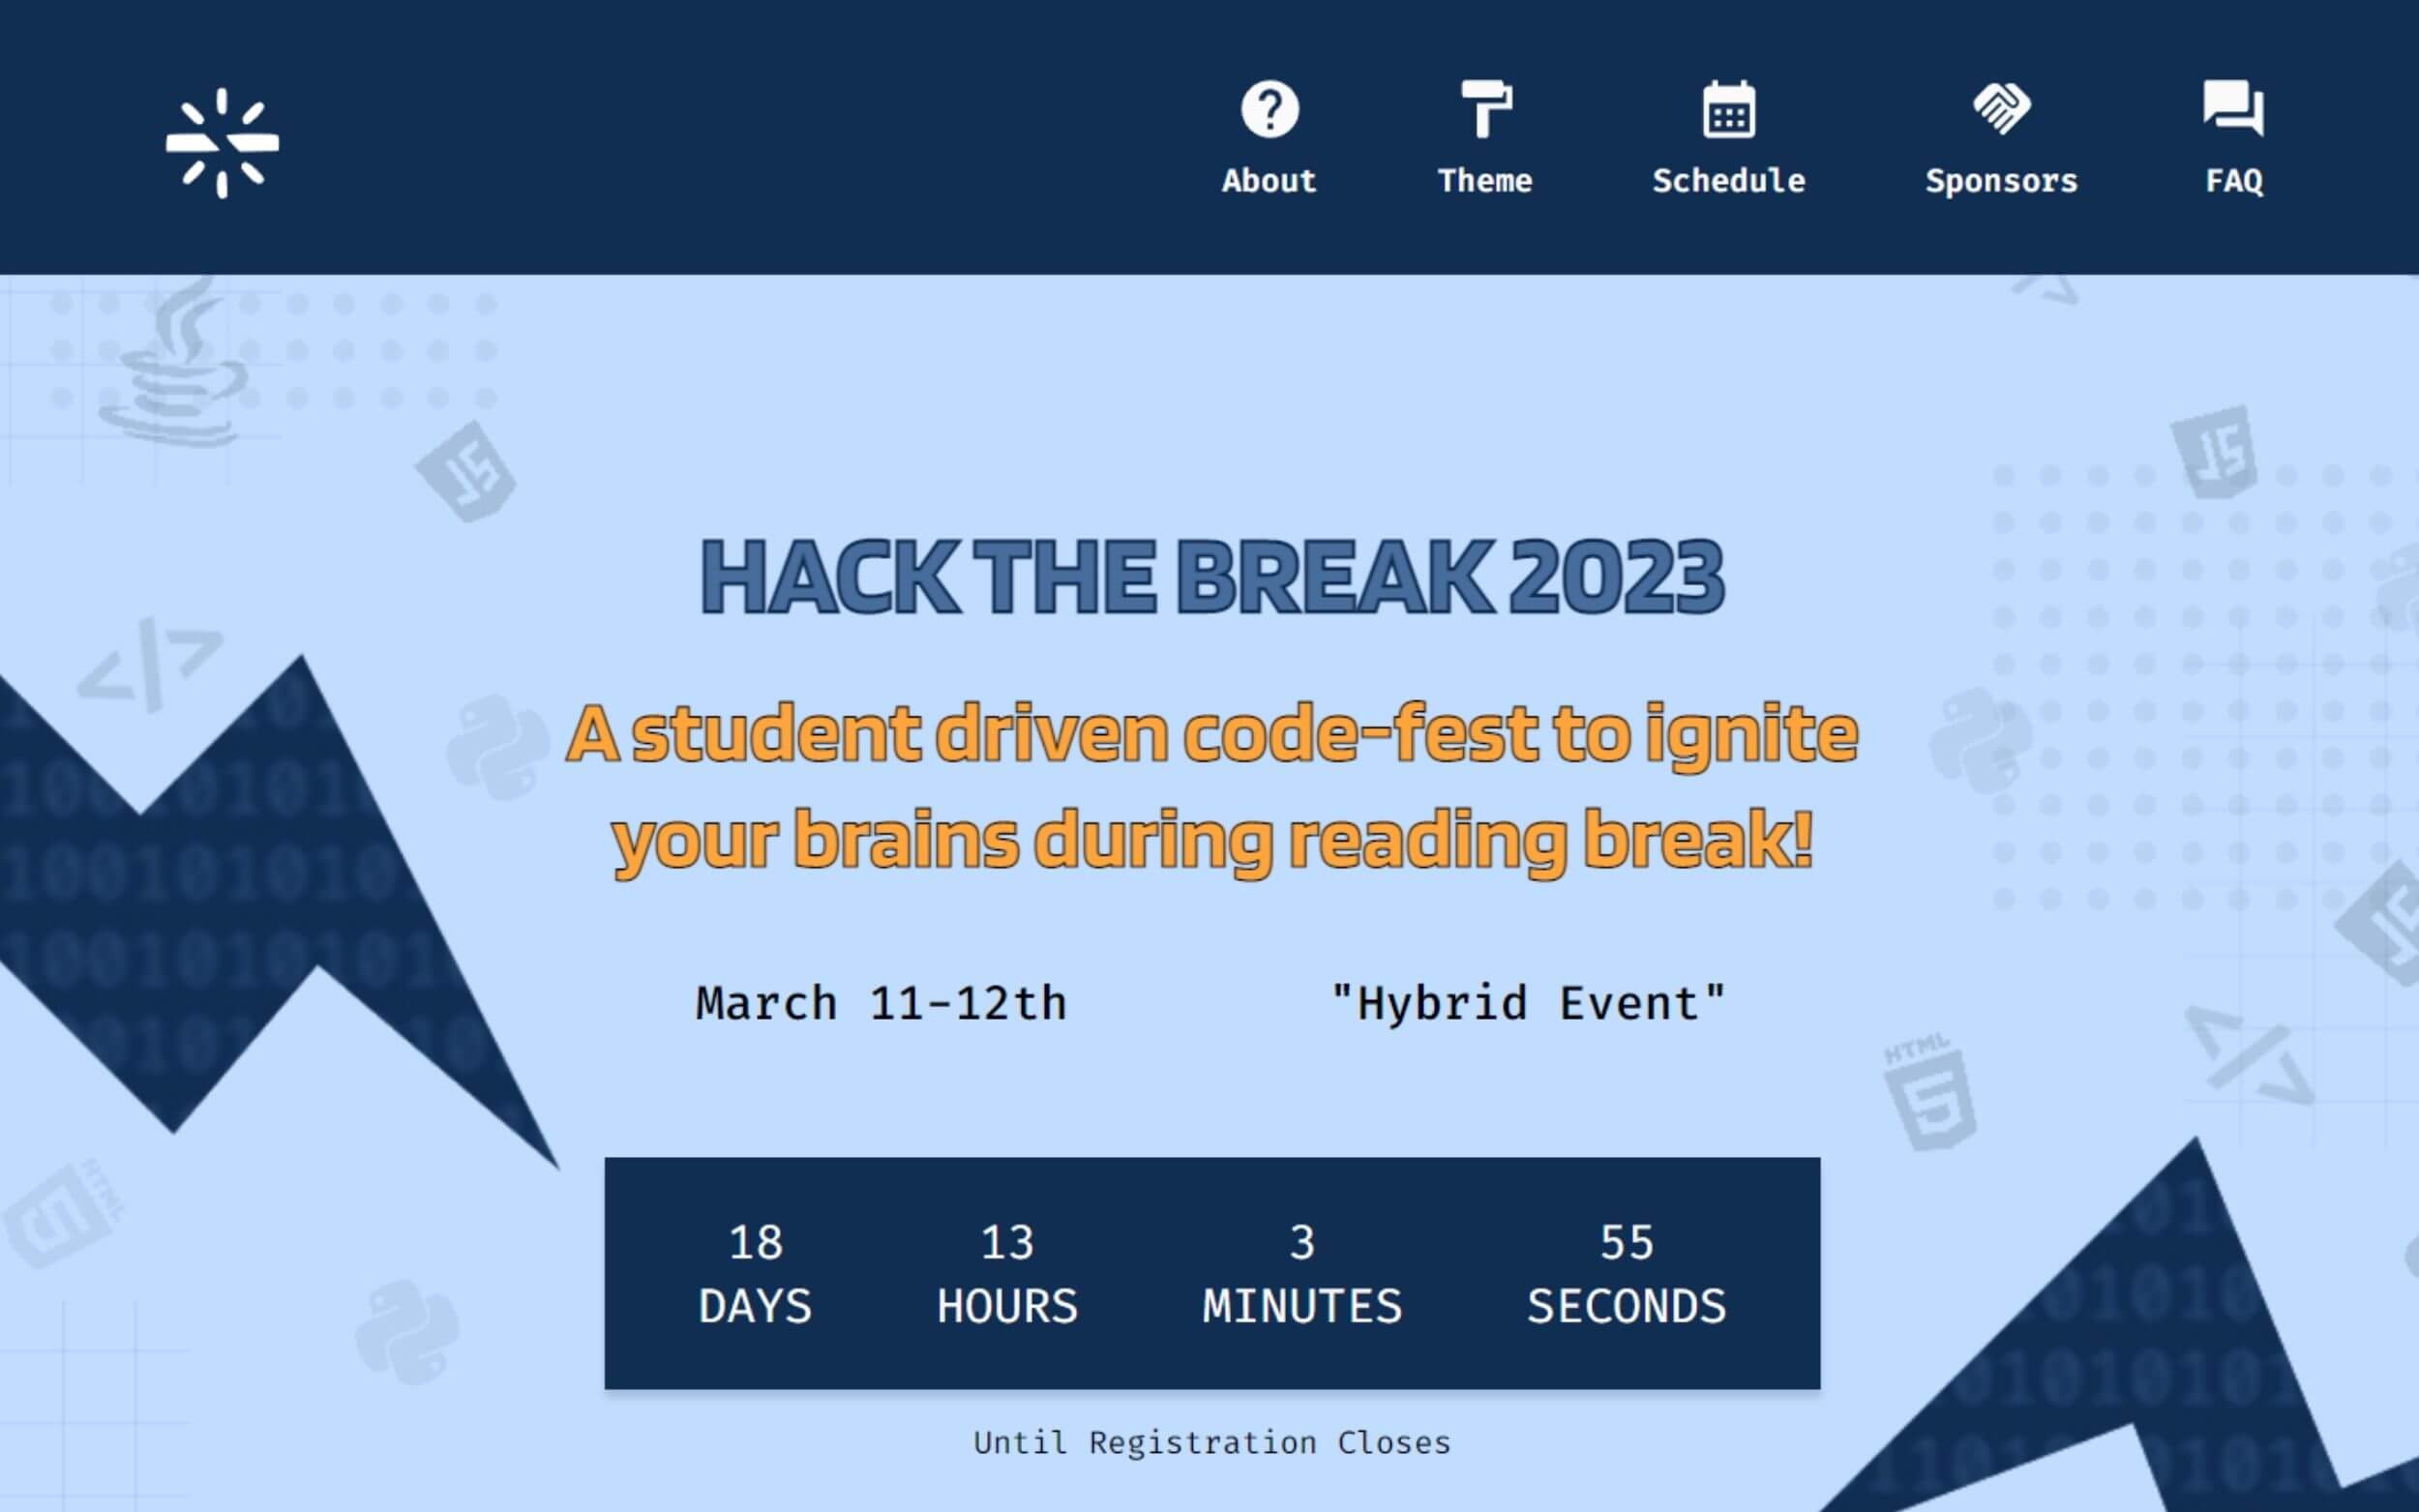 About Theme Schedule Sponsors FAQ
HACK THE BREAK 2023
A student driven code-fest to ignite
your brains during reading break!
March 11-12th "Hybrid Event"
18 13 3 55
DAYS HOURS MINUTES SECONDS
Until Registration Closes